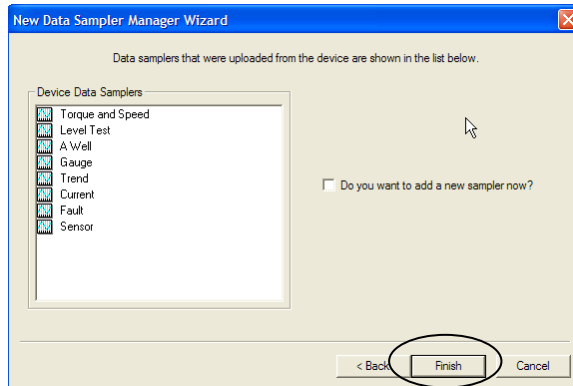 New Data Sampler Manager Wizard
Data samplers that were uploaded from the device are shown in the list below.
Device Data Samplers
Torque and Speed
Level Test
A Well
Gauge
Trend
Current
Fault
Sensor
Do you want to add a new sampler now?
< Back
Finish
Cancel